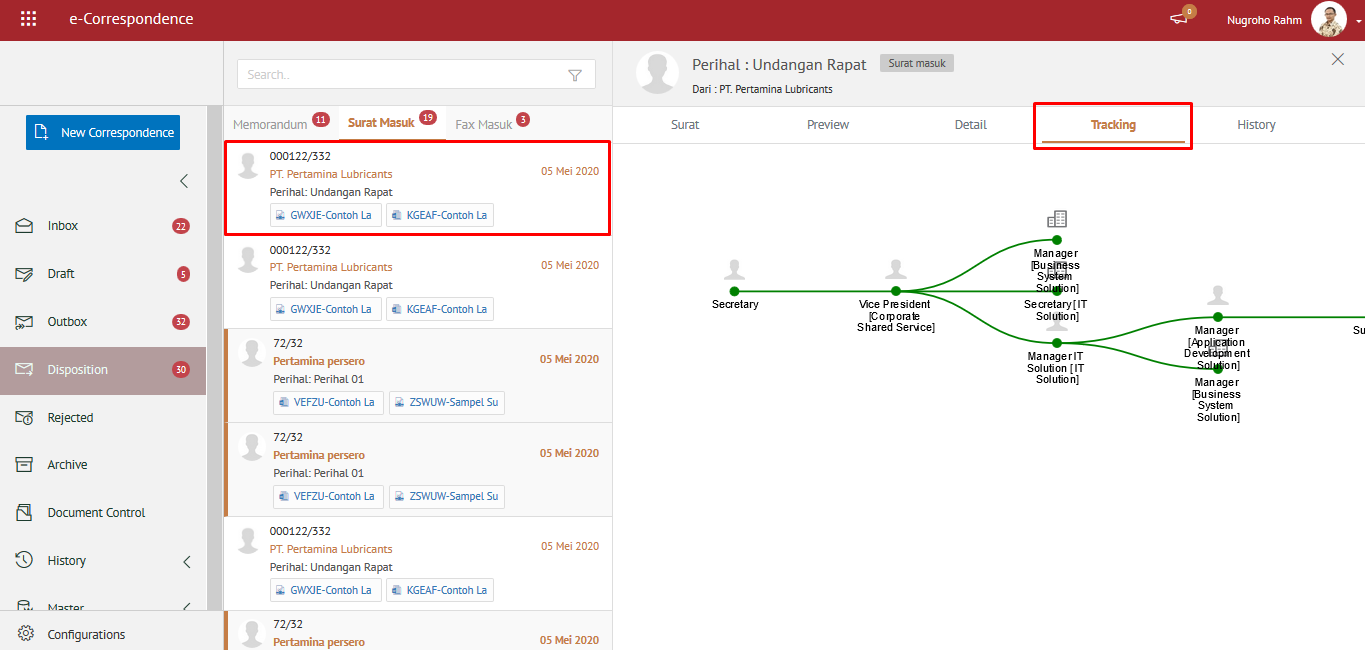 e-Correspondence
0
Nugroho Rahm
New Correspondence
Inbox 22
Draft 5
Outbox 32
Disposition 30
Rejected
Archive
Document Control
History
Master
Configurations
Search..
Memorandum 11 Surat Masuk 19 Fax Masuk 3
000122/332
PT. Pertamina Lubricants 05 Mei 2020
Perihal: Undangan Rapat
GWXJE-Contoh La KGEAF-Contoh La
000122/332
PT. Pertamina Lubricants 05 Mei 2020
Perihal: Undangan Rapat
GWXJE-Contoh La KGEAF-Contoh La
72/32
Pertamina persero 05 Mei 2020
Perihal: Perihal 01
VEFZU-Contoh La ZSWUW-Sampel Su
72/32
Pertamina persero 05 Mei 2020
Perihal: Perihal 01
VEFZU-Contoh La ZSWUW-Sampel Su
000122/332
PT. Pertamina Lubricants 05 Mei 2020
Perihal: Undangan Rapat
GWXJE-Contoh La KGEAF-Contoh La
72/32
Pertamina persero 05 Mei 2020
Perihal : Undangan Rapat Surat masuk
Dari : PT. Pertamina Lubricants
Surat Preview Detail Tracking History
Secretary
Vice President
[Corporate
Shared Service]
Manager
[Business
System
Solution]
Secretary [IT
Solution]
Manager IT
Solution [IT
Solution]
Manager
[Application
Development
Solution]
Manager
[Business
System
Solution]
Su